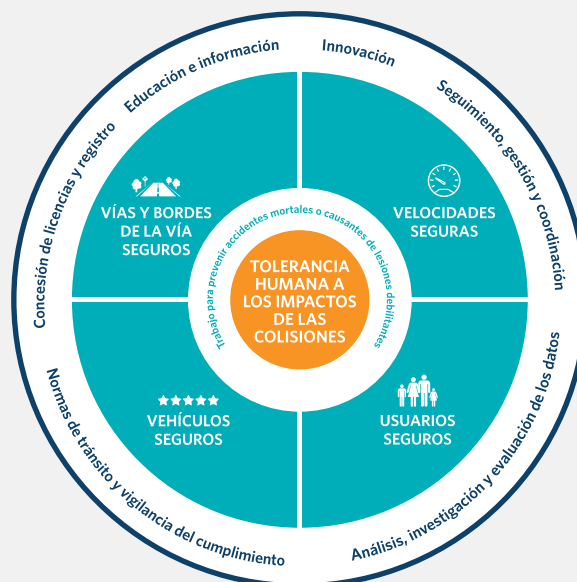 Educación e información
Innovación
Seguimiento, gestión y coordinación
Concesión de licencias y registro
VÍAS Y BORDES
DE LA VÍA
SEGUROS
VELOCIDADES
SEGURAS
Trabajo para prevenir accidentes mortales o causantes de lesiones debilitantes
TOLERANCIA
HUMANA A
LOS IMPACTOS
DE LAS
COLISIONES
VEHÍCULOS
SEGUROS
USUARIOS
SEGUROS
Normas de tránsito y vigilancia del cumplimiento
Análisis, investigación y evaluación de los datos